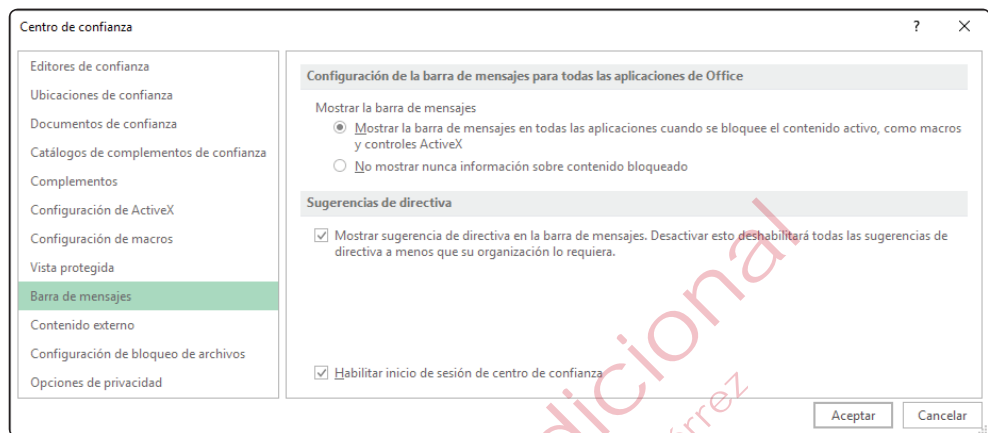 Centro de confianza
?
Editores de confianza
Ubicaciones de confianza
Documentos de confianza
Catálogos de complementos de confianza
Complementos
Configuración de ActiveX
Configuración de macros
Vista protegida
Barra de mensajes
Contenido externo
Configuración de bloqueo de archivos
Opciones de privacidad
Configuración de la barra de mensajes para todas las aplicaciones de Office
Mostrar la barra de mensajes
Mostrar la barra de mensajes en todas las aplicaciones cuando se bloquee el contenido activo, como macros
y controles ActiveX
No mostrar nunca información sobre contenido bloqueado
Sugerencias de directiva
Mostrar sugerencia de directiva en la barra de mensajes. Desactivar esto deshabilitará todas las sugerencias de
directiva a menos que su organización lo requiera.
Habilitar inicio de sesión de centro de confianza
Aceptar
Cancelar